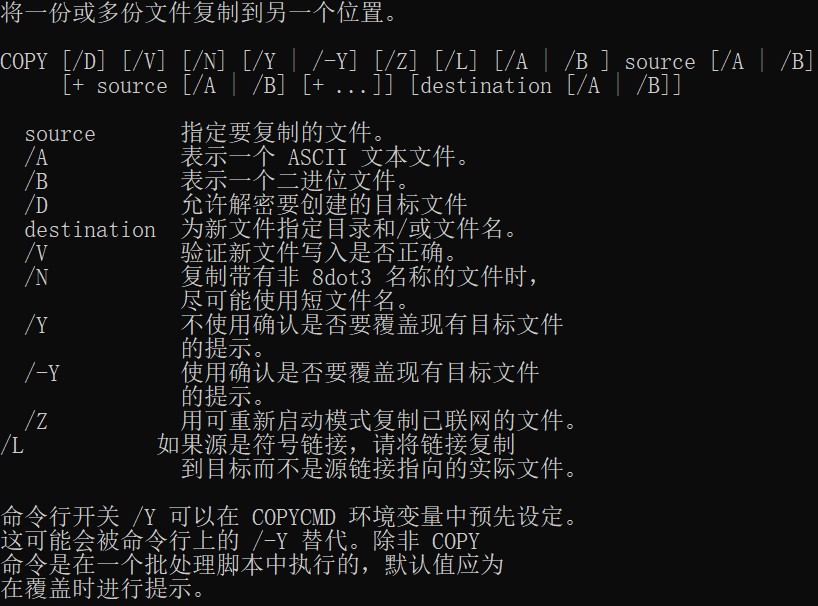 将一份或多份文件复制到另一个位置。
COPY [/D] [/V] [/N] [/Y | /-Y] [/Z] [/L] [/A | /B ] source [/A | /B]
[+ source [/A | /B] [+ ...]] [destination [/A | /B]]
source 指定要复制的文件。
/A 表示一个 ASCII 文本文件。
/B 表示一个二进位文件。
/D 允许解密要创建的目标文件
destination 为新文件指定目录和/或文件名。
/V 验证新文件写入是否正确。
/N 复制带有非 8dot3 名称的文件时，
尽可能使用短文件名。
/Y 不使用确认是否要覆盖现有目标文件
的提示。
/-Y 使用确认是否要覆盖现有目标文件
的提示。
/Z 用可重新启动模式复制已联网的文件。
/L 如果源是符号链接，请将链接复制
到目标而不是源链接指向的实际文件。
命令行开关 /Y 可以在 COPYCMD 环境变量中预先设定。
这可能会被命令行上的 /-Y 替代。除非 COPY
命令是在一个批处理脚本中执行的，默认值应为
在覆盖时进行提示。